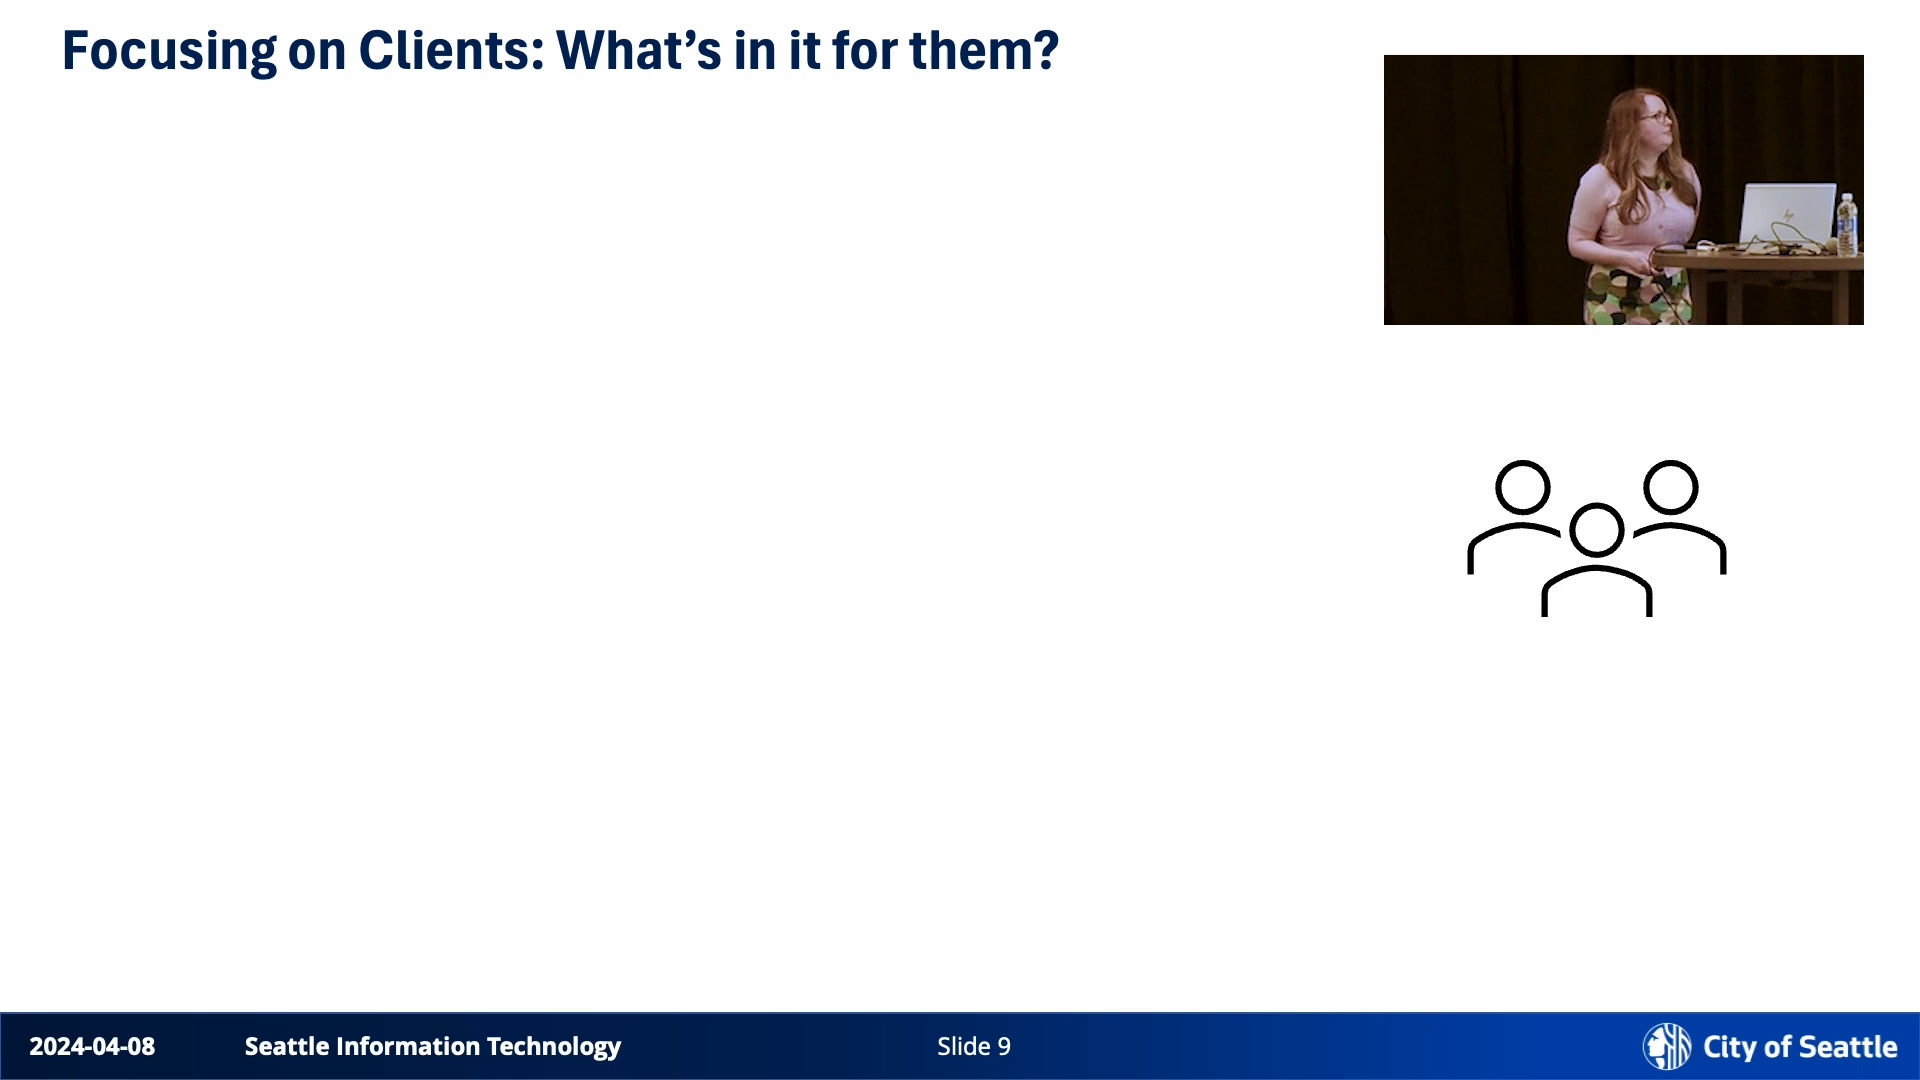 Focusing on Clients: What’s in it for them?
hp
2024-04-08
Seattle Information Technology
Slide 9
City of Seattle